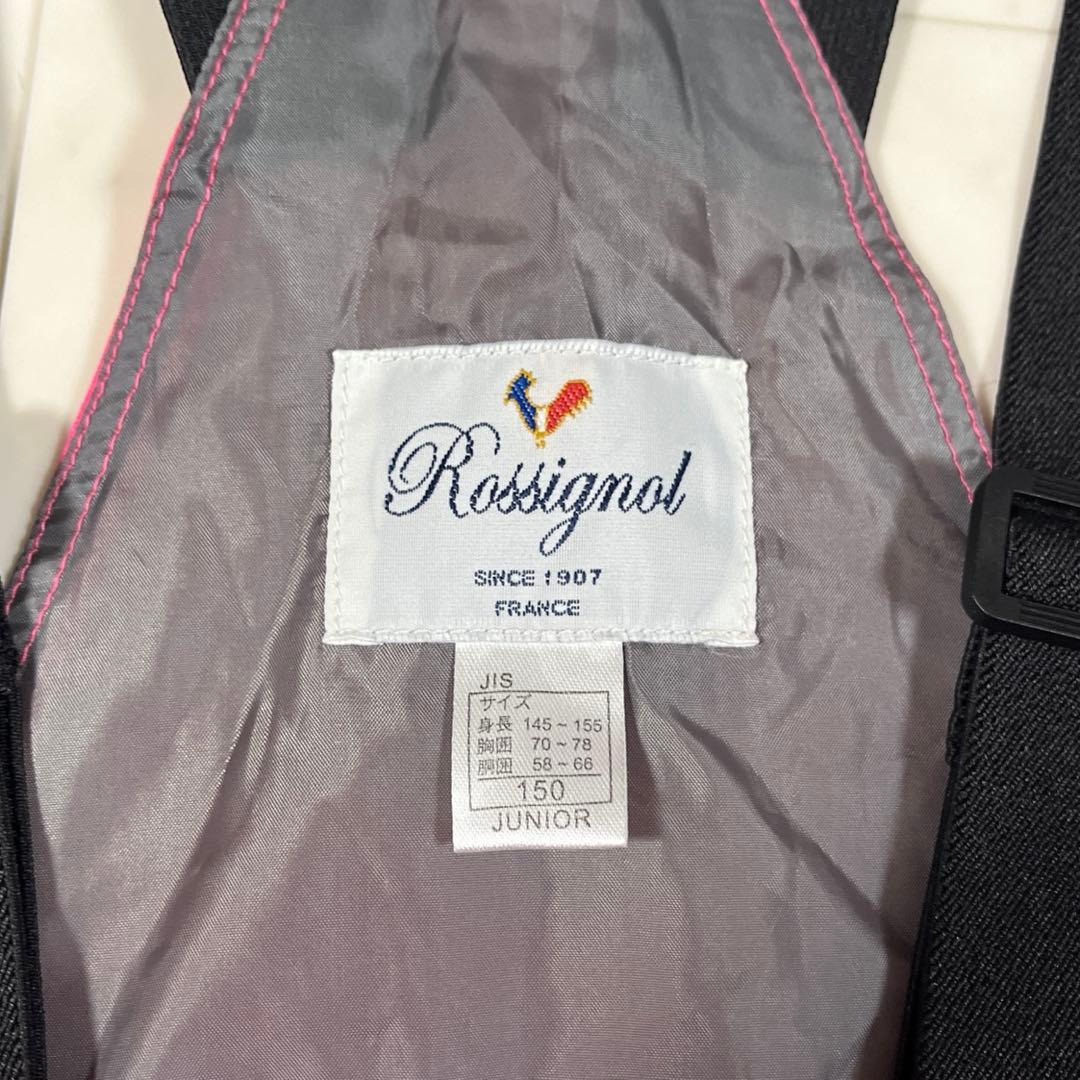 Rossignol
SINCE 1907
FRANCE
JIS
サイズ
身長 145~155
胸囲 70~78
胴囲 58~66
150
JUNIOR